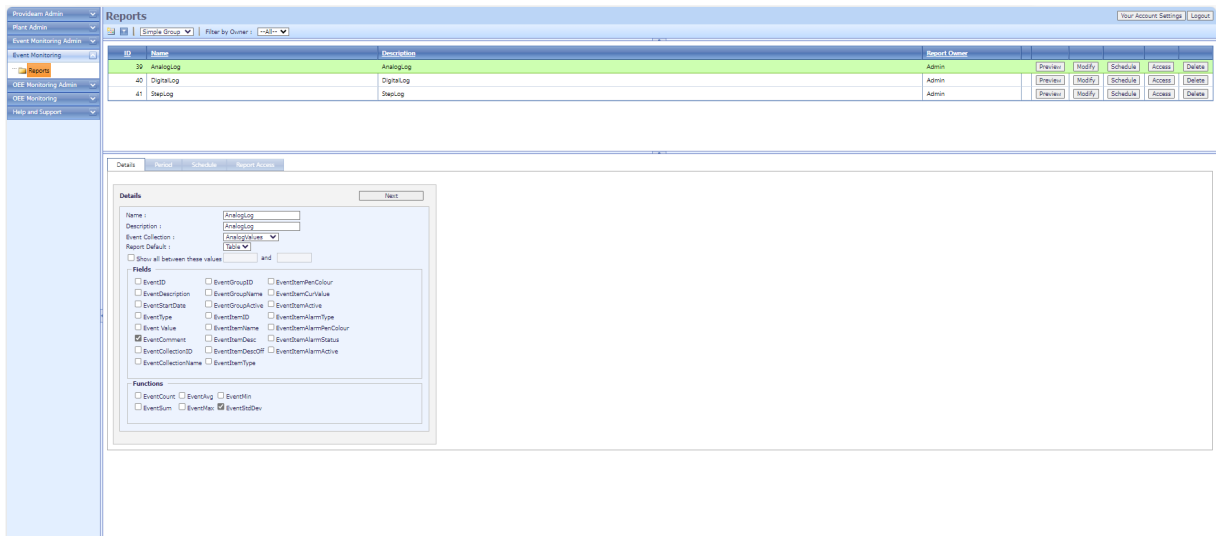 Provideam Admin
Plant Admin
Event Monitoring Admin
Event Monitoring
Reports
OEE Monitoring Admin
OEE Monitoring
Help and Support
Reports
Your Account Settings Logout
Simple Group Filter by Owner : --All--
ID Name Description Report Owner
39 AnalogLog AnalogLog Admin Preview Modify Schedule Access Delete
40 DigitalLog DigitalLog Admin Preview Modify Schedule Access Delete
41 StepLog StepLog Admin Preview Modify Schedule Access Delete
Details Period Schedule Report Access
Details Next
Name : AnalogLog
Description : AnalogLog
Event Collection : AnalogValues
Report Default : Table
Show all between these values and
Fields
EventID EventGroupID EventItemPenColour
EventDescription EventGroupName EventItemCurValue
EventStartDate EventGroupActive EventItemActive
EventType EventItemID EventItemAlarmType
Event Value EventItemName EventItemAlarmPenColour
EventComment EventItemDesc EventItemAlarmStatus
EventCollectionID EventItemDescOff EventItemAlarmActive
EventCollectionName EventItemType
Functions
EventCount EventAvg EventMin
EventSum EventMax EventStdDev